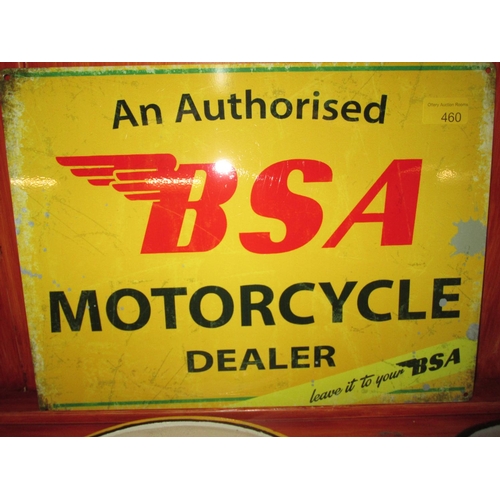 An Authorised
460
BSA
MOTORCYCLE
DEALER
leave it to your BSA